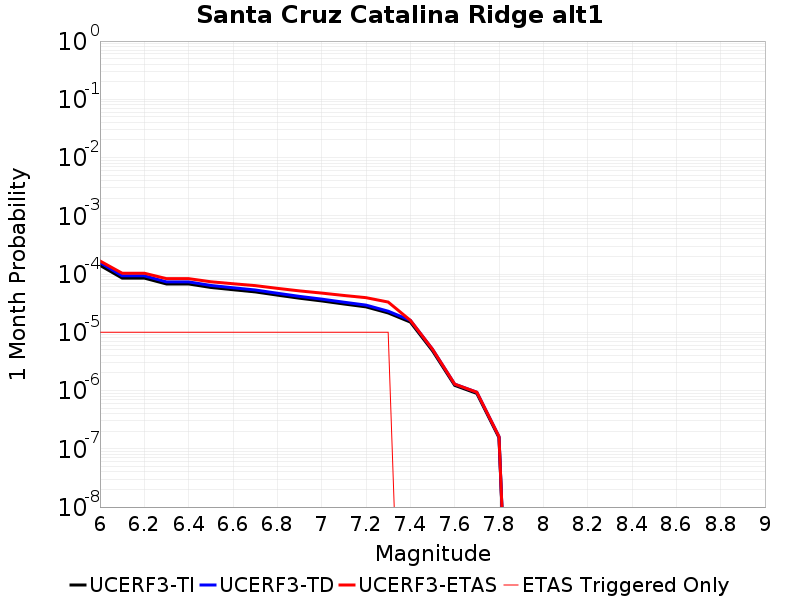 Santa Cruz Catalina Ridge alt1
1 Month Probability
10^0
10^-1
10^-2
10^-3
10^-4
10^-5
10^-6
10^-7
10^-8
6 6.2 6.4 6.6 6.8 7 7.2 7.4 7.6 7.8 8 8.2 8.4 8.6 8.8 9
Magnitude
UCERF3-TI UCERF3-TD UCERF3-ETAS ETAS Triggered Only